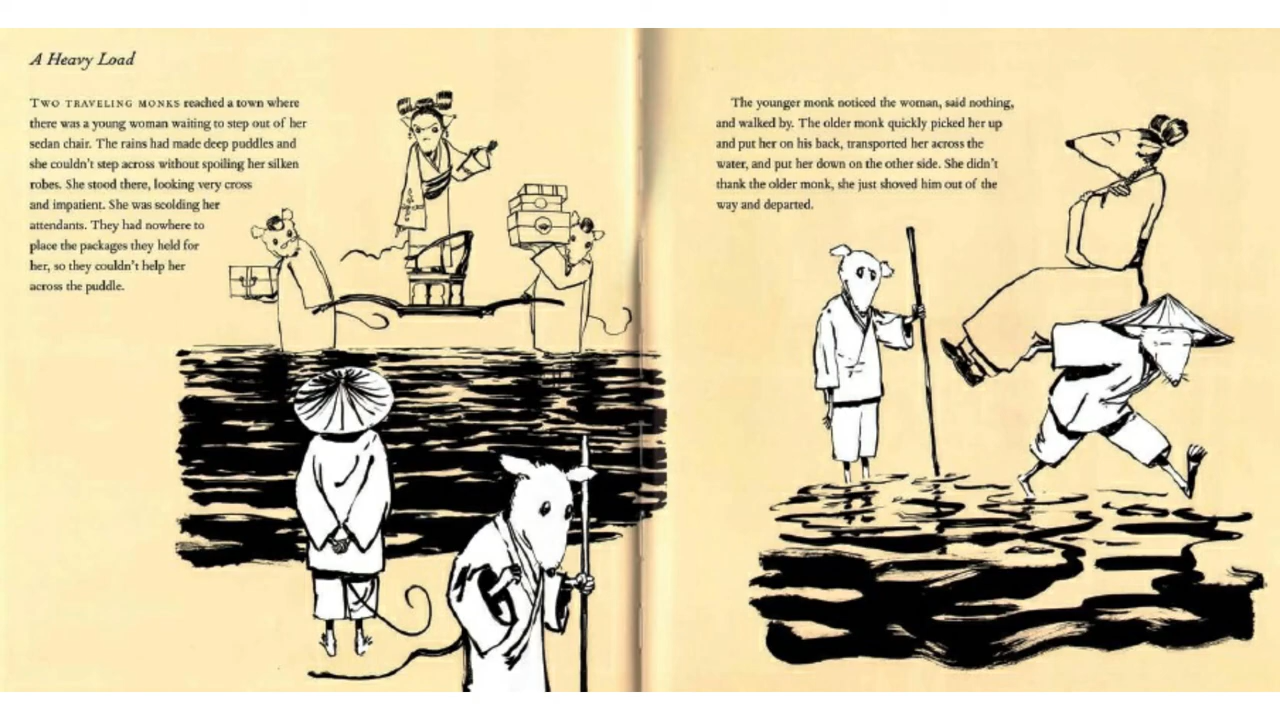 A Heavy Load
TWO TRAVELING MONKS reached a town where
there was a young woman waiting to step out of her
sedan chair. The rains had made deep puddles and
she couldn't step across without spoiling her silken
robes. She stood there, looking very cross
and impatient. She was scolding her
attendants. They had nowhere to
place the packages they held for
her, so they couldn't help her
across the puddle.
The younger monk noticed the woman, said nothing,
and walked by. The older monk quickly picked her up
and put her on his back, transported her across the
water, and put her down on the other side. She didn't
thank the older monk, she just shoved him out of the
way and departed.